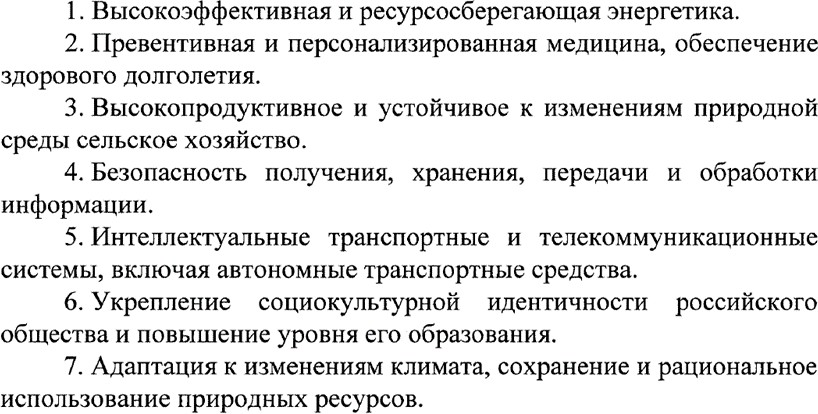 1. Высокоэффективная и ресурсосберегающая энергетика.
2. Превентивная и персонализированная медицина, обеспечение
здорового долголетия.
3. Высокопродуктивное и устойчивое к изменениям природной
среды сельское хозяйство.
4. Безопасность получения, хранения, передачи и обработки
информации.
5. Интеллектуальные транспортные и телекоммуникационные
системы, включая автономные транспортные средства.
6. Укрепление социокультурной идентичности российского
общества и повышение уровня его образования.
7. Адаптация к изменениям климата, сохранение и рациональное
использование природных ресурсов.